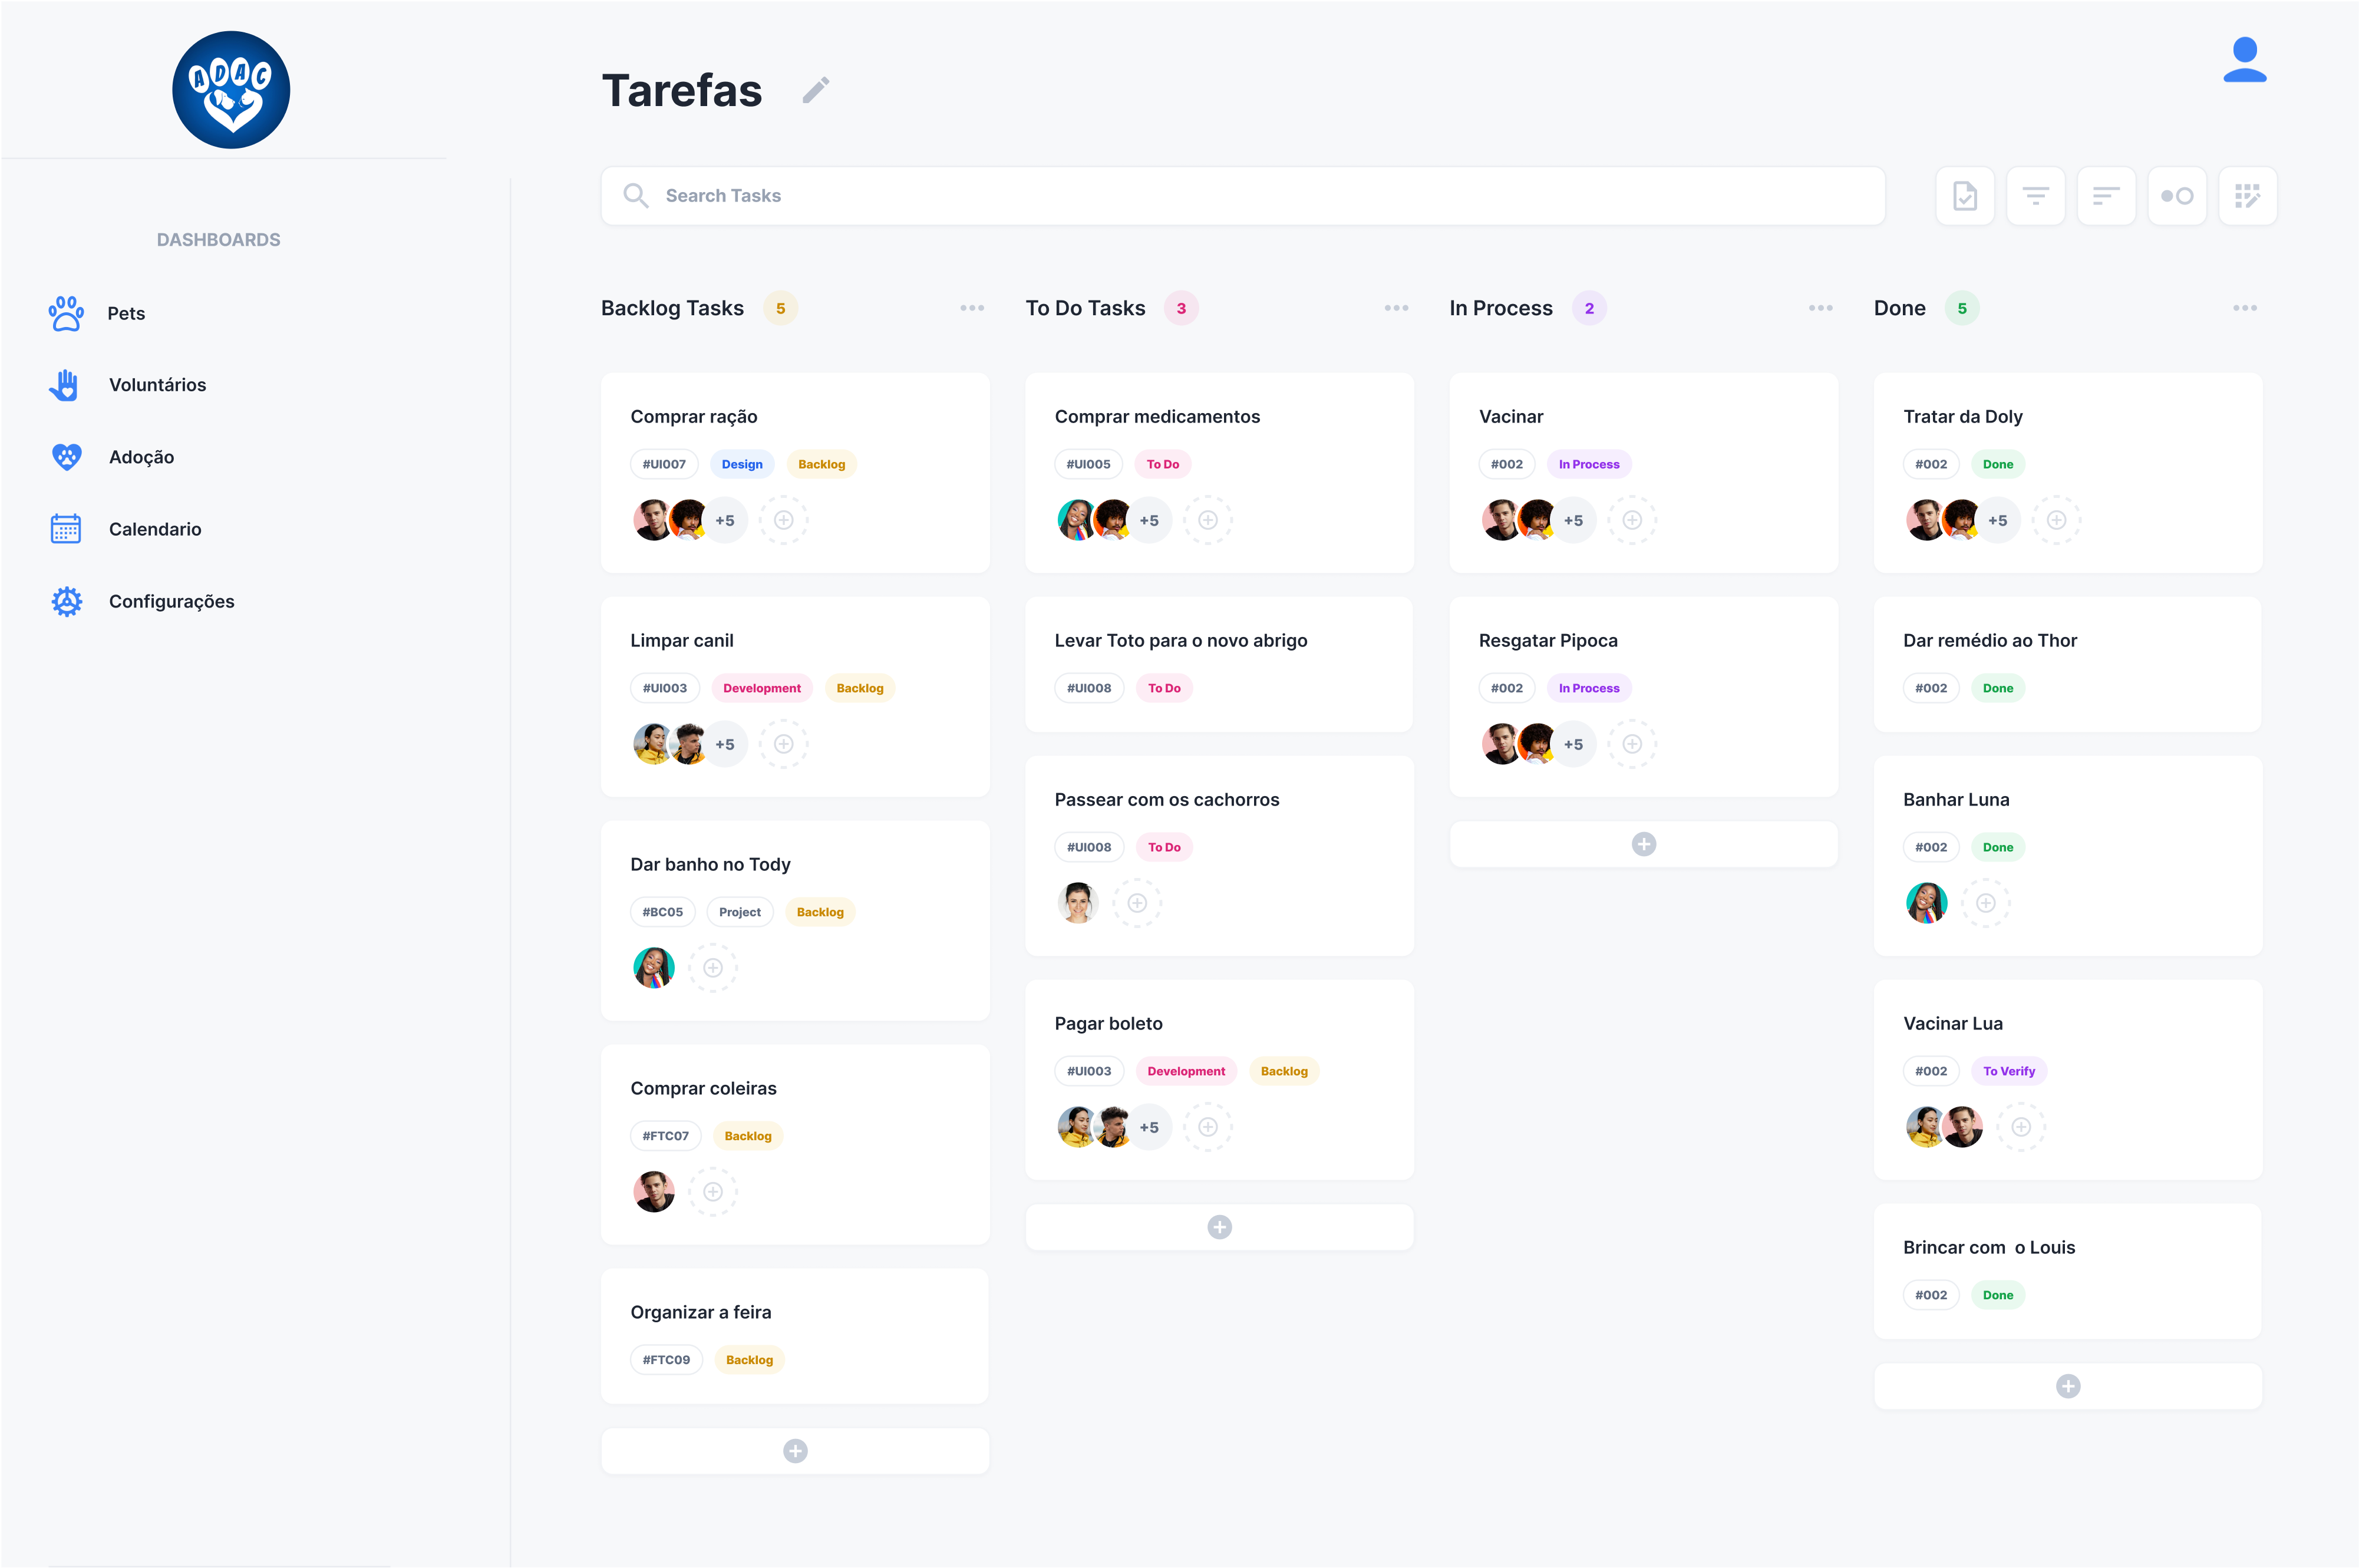 ADAC
Tarefas
Search Tasks
DASHBOARDS
Pets
Voluntários
Adoção
Calendario
Configurações
Backlog Tasks 5
Comprar ração
#UI007 Design Backlog
+5
Limpar canil
#UI003 Development Backlog
+5
Dar banho no Tody
#BC05 Project Backlog
Comprar coleiras
#FTC07 Backlog
Organizar a feira
#FTC09 Backlog
To Do Tasks 3
Comprar medicamentos
#UI005 To Do
+5
Levar Toto para o novo abrigo
#UI008 To Do
Passear com os cachorros
#UI008 To Do
Pagar boleto
#UI003 Development Backlog
+5
In Process 2
Vacinar
#002 In Process
+5
Resgatar Pipoca
#002 In Process
+5
Done 5
Tratar da Doly
#002 Done
+5
Dar remédio ao Thor
#002 Done
Banhar Luna
#002 Done
Vacinar Lua
#002 To Verify
Brincar com  o Louis
#002 Done